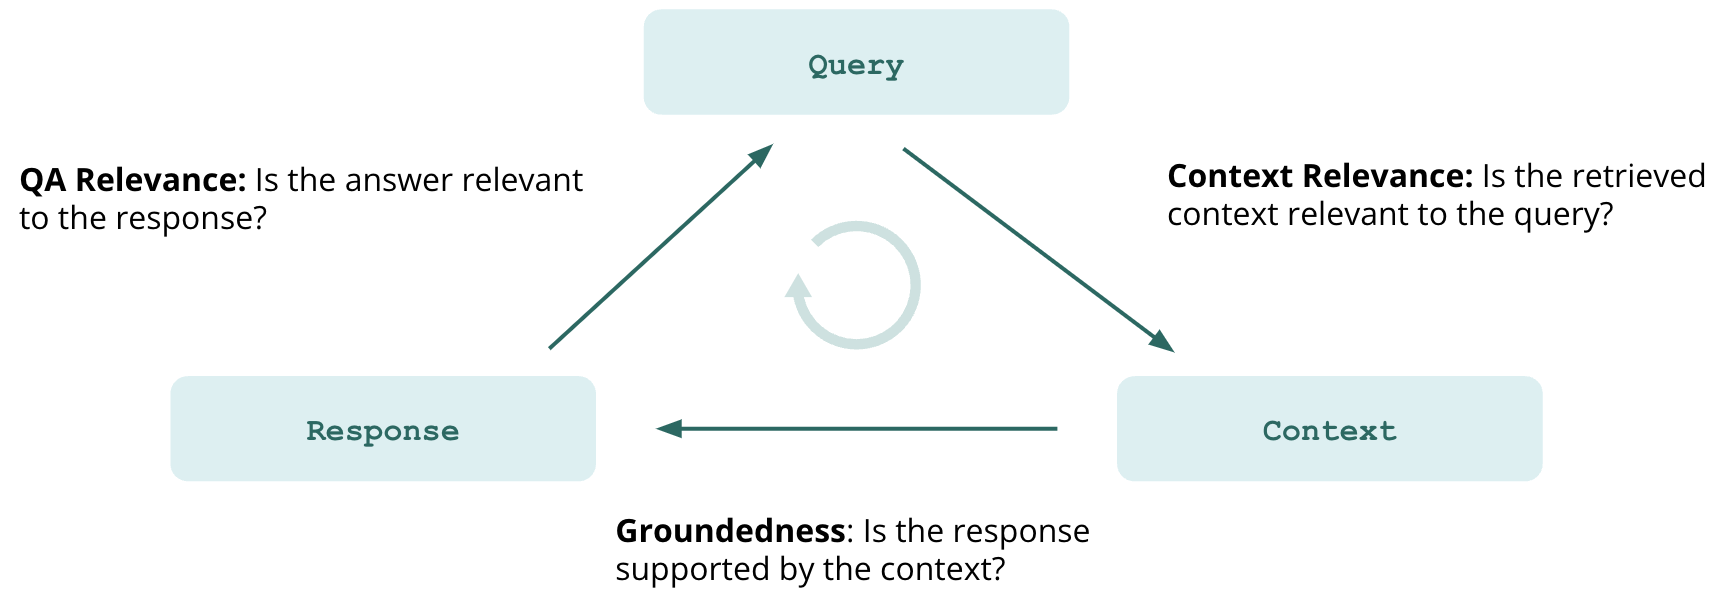 Query
QA Relevance: Is the answer relevant
to the response?
Context Relevance: Is the retrieved
context relevant to the query?
Response
Context
Groundedness: Is the response
supported by the context?